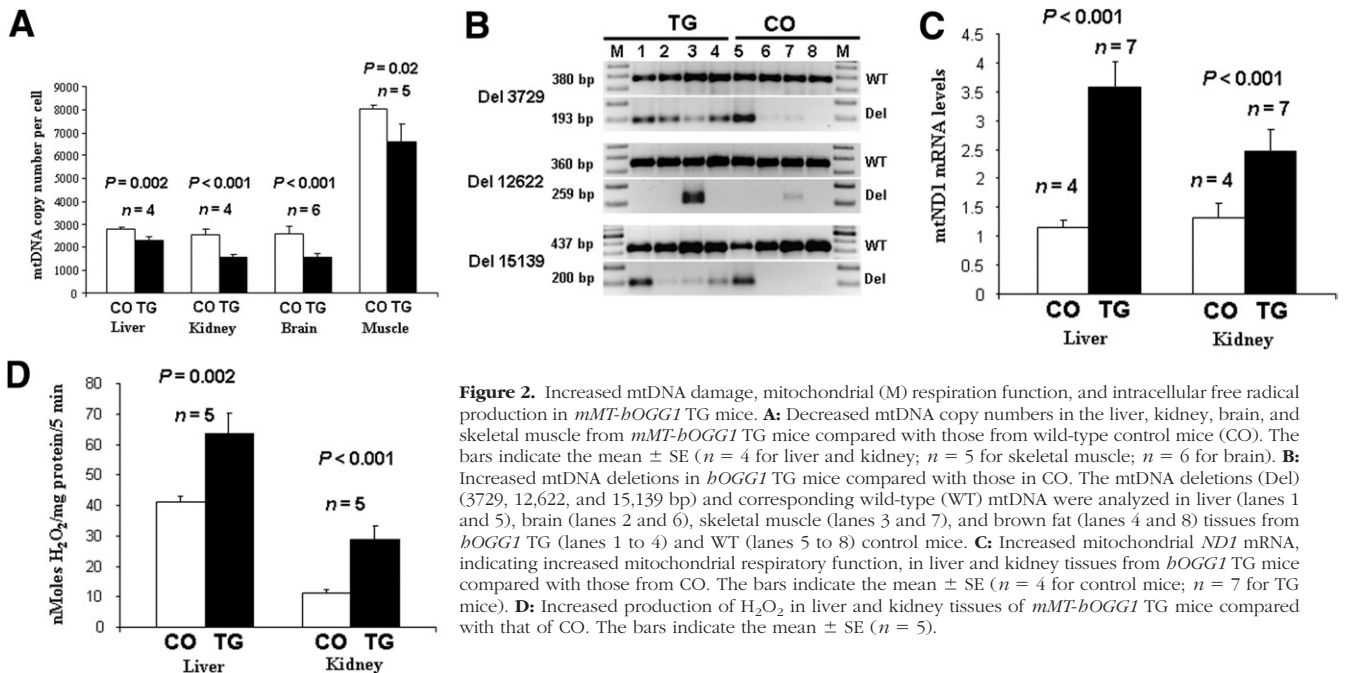 A
P = 0.02
n = 5
9000
8000
7000
6000
5000
4000
3000
2000
1000
0
mtDNA copy number per cell
P = 0.002
P < 0.001
P < 0.001
n = 4
n = 4
n = 6
CO TG CO TG CO TG CO TG
Liver Kidney Brain Muscle
B
TG CO
M 1 2 3 4 5 6 7 8 M
Del 3729
380 bp WT
193 bp Del
Del 12622
360 bp WT
259 bp Del
Del 15139
437 bp WT
200 bp Del
C
P < 0.001
n = 7
P < 0.001
n = 7
4.5
4
3.5
3
2.5
2
1.5
1
0.5
0
mtND1 mRNA levels
n = 4
n = 4
CO TG CO TG
Liver Kidney
D
P = 0.002
n = 5
P < 0.001
n = 5
80
70
60
50
40
30
20
10
0
nMoles H₂O₂/mg protein/5 min
CO TG CO TG
Liver Kidney
Figure 2. Increased mtDNA damage, mitochondrial (M) respiration function, and intracellular free radical
production in mMT-hOGG1 TG mice. A: Decreased mtDNA copy numbers in the liver, kidney, brain, and
skeletal muscle from mMT-hOGG1 TG mice compared with those from wild-type control mice (CO). The
bars indicate the mean ± SE (n = 4 for liver and kidney; n = 5 for skeletal muscle; n = 6 for brain). B:
Increased mtDNA deletions in hOGG1 TG mice compared with those in CO. The mtDNA deletions (Del)
(3729, 12,622, and 15,139 bp) and corresponding wild-type (WT) mtDNA were analyzed in liver (lanes 1
and 5), brain (lanes 2 and 6), skeletal muscle (lanes 3 and 7), and brown fat (lanes 4 and 8) tissues from
hOGG1 TG (lanes 1 to 4) and WT (lanes 5 to 8) control mice. C: Increased mitochondrial ND1 mRNA,
indicating increased mitochondrial respiratory function, in liver and kidney tissues from hOGG1 TG mice
compared with those from CO. The bars indicate the mean ± SE (n = 4 for control mice; n = 7 for TG
mice). D: Increased production of H₂O₂ in liver and kidney tissues of mMT-hOGG1 TG mice compared
with that of CO. The bars indicate the mean ± SE (n = 5).